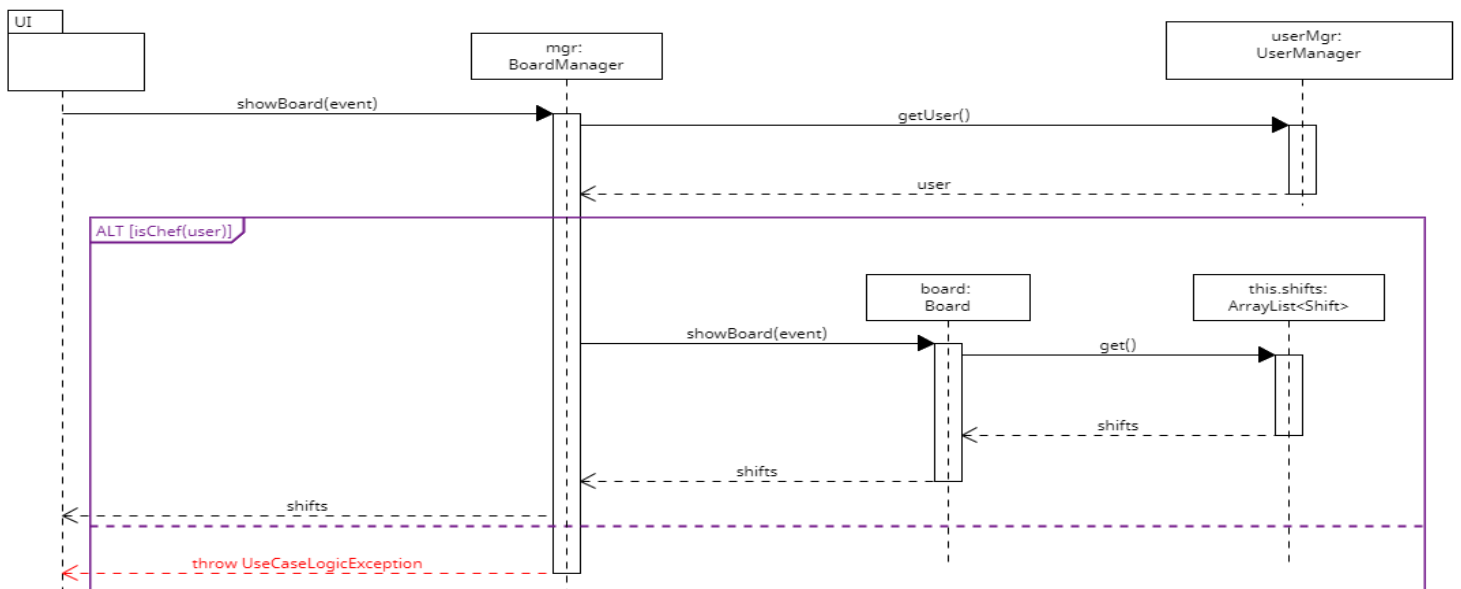 UI
mgr:
BoardManager
userMgr:
UserManager
showBoard(event)
getUser()
user
ALT [isChef(user)]
board:
Board
this.shifts:
ArrayList<Shift>
showBoard(event)
get()
shifts
shifts
shifts
throw UseCaseLogicException